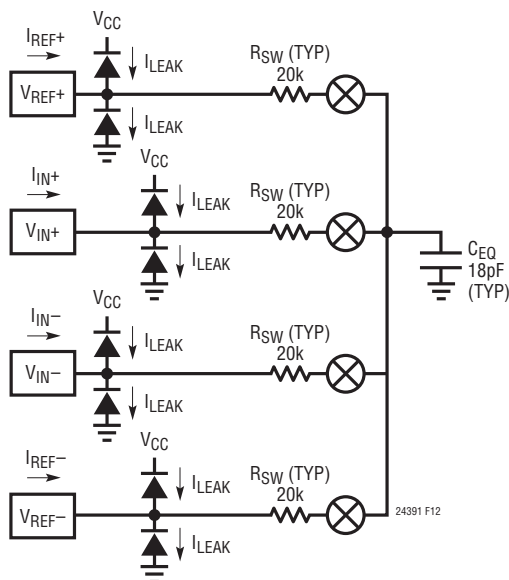 VCC
IREF+
ILEAK
RSW (TYP)
20k
VREF+
ILEAK
VCC
IIN+
ILEAK
RSW (TYP)
20k
VIN+
ILEAK
CEQ
18pF
(TYP)
VCC
IIN−
ILEAK
RSW (TYP)
20k
VIN−
ILEAK
VCC
IREF−
ILEAK
RSW (TYP)
20k
VREF−
ILEAK
24391 F12